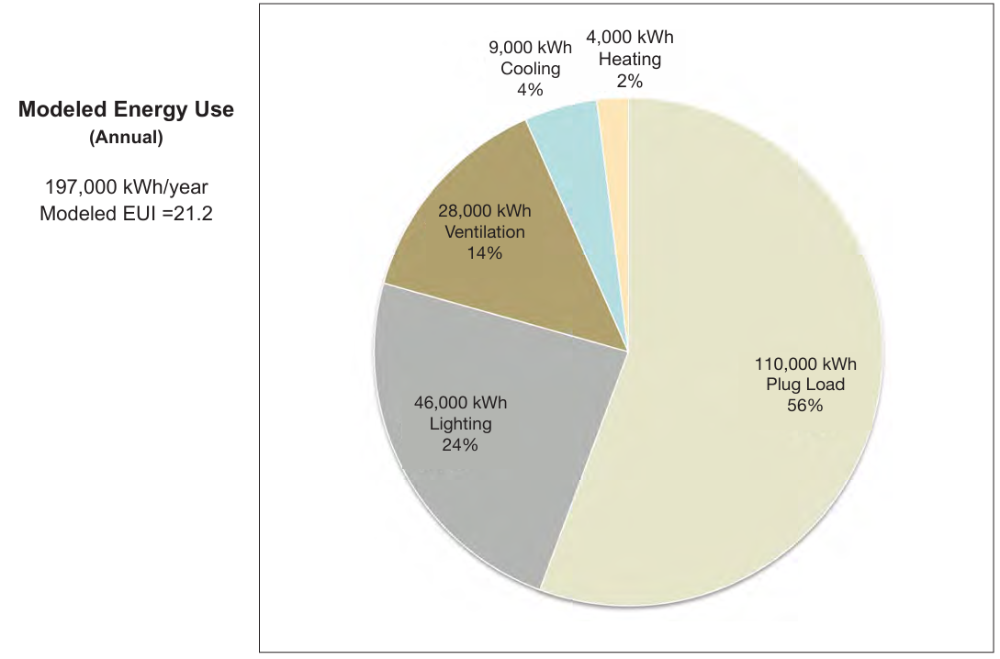 Modeled Energy Use
(Annual)
197,000 kWh/year
Modeled EUI =21.2
9,000 kWh
Cooling
4%
4,000 kWh
Heating
2%
28,000 kWh
Ventilation
14%
110,000 kWh
Plug Load
56%
46,000 kWh
Lighting
24%